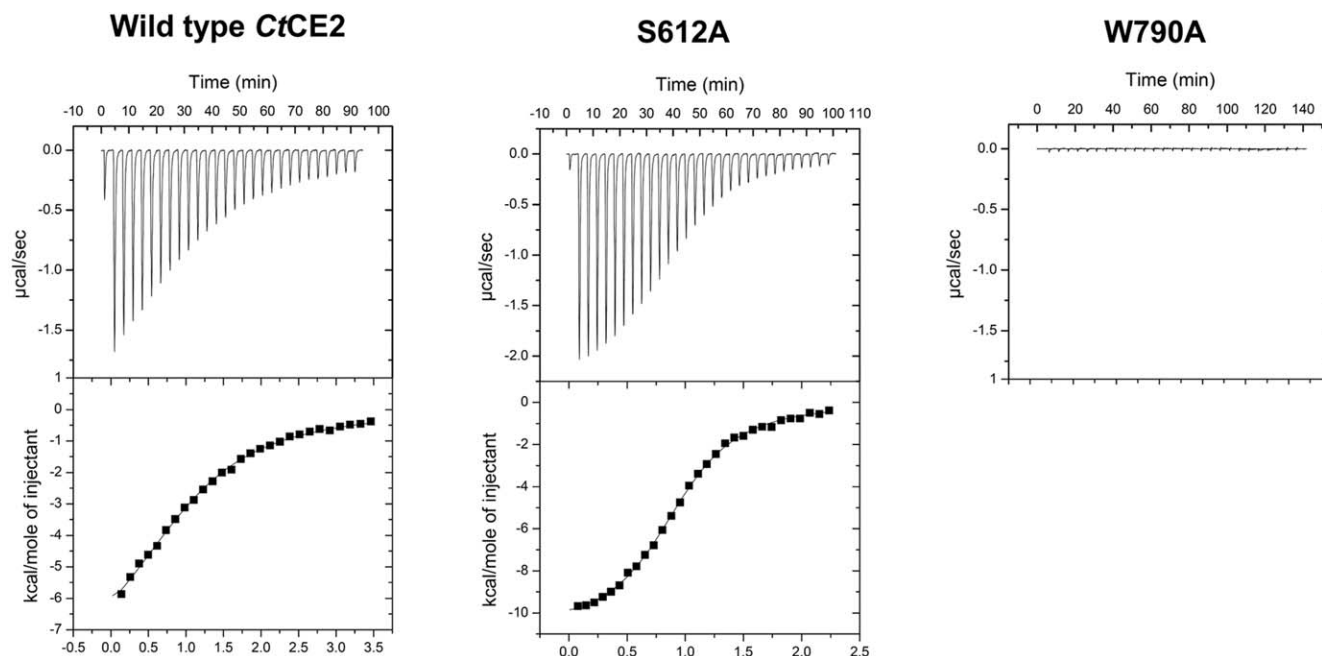 Wild type CtCE2
Time (min)
-10 0 10 20 30 40 50 60 70 80 90 100
0.0
-0.5
-1.0
-1.5
1
µcal/sec
0
-1
-2
-3
-4
-5
-6
-7
kcal/mole of injectant
-0.5 0.0 0.5 1.0 1.5 2.0 2.5 3.0 3.5
S612A
Time (min)
-10 0 10 20 30 40 50 60 70 80 90 100 110
0.0
-0.5
-1.0
-1.5
-2.0
µcal/sec
0
-2
-4
-6
-8
-10
kcal/mole of injectant
0.0 0.5 1.0 1.5 2.0 2.5
W790A
Time (min)
0 20 40 60 80 100 120 140
0.0
-0.5
-1.0
-1.5
1
µcal/sec